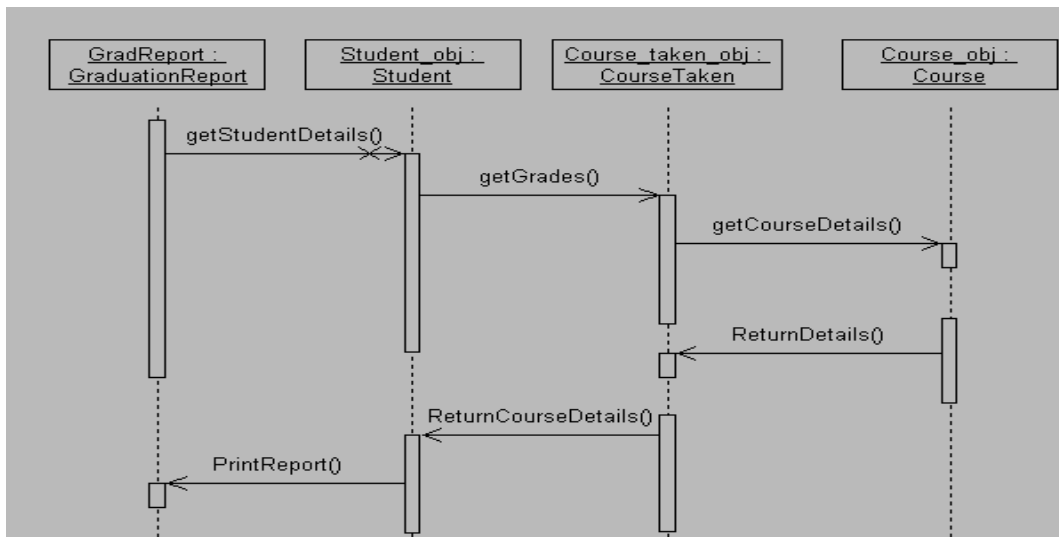 GradReport :
GraduationReport
Student_obj :
Student
Course_taken_obj :
CourseTaken
Course_obj :
Course
getStudentDetails()
getGrades()
getCourseDetails()
ReturnDetails()
ReturnCourseDetails()
PrintReport()